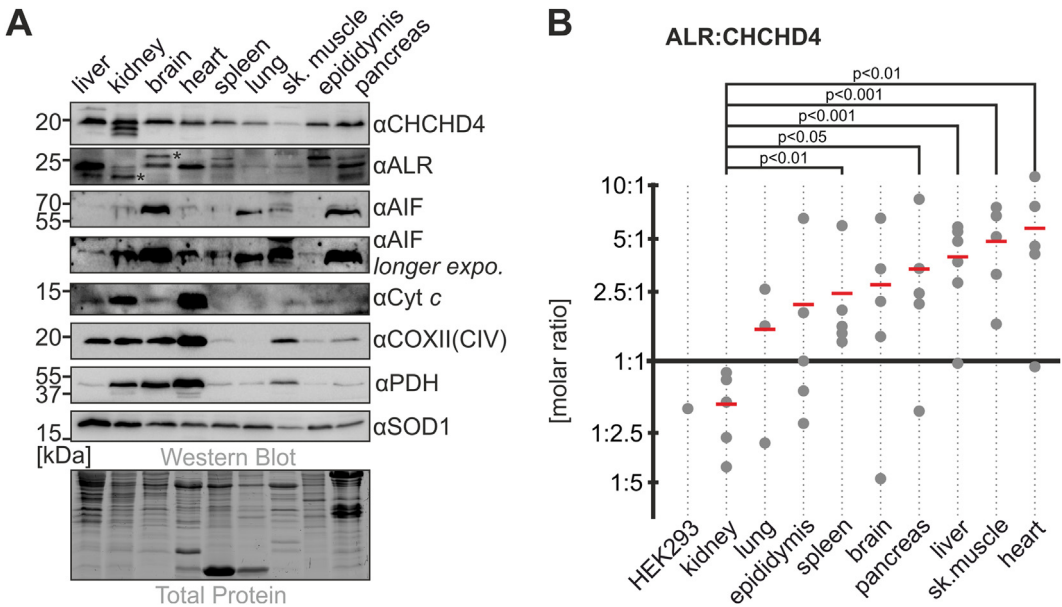 A
liver kidney brain heart spleen lung sk. muscle epididymis pancreas
20 αCHCHD4
25 * * αALR
70 αAIF
55
αAIF
longer expo.
15 αCyt c
20 αCOXII(CIV)
55 αPDH
37
15 αSOD1
[kDa] Western Blot
Total Protein
B
ALR:CHCHD4
p<0.01
p<0.001
p<0.001
p<0.05
p<0.01
10:1
5:1
2.5:1
1:1
1:2.5
1:5
[molar ratio]
HEK293 kidney lung epididymis spleen brain pancreas liver sk.muscle heart